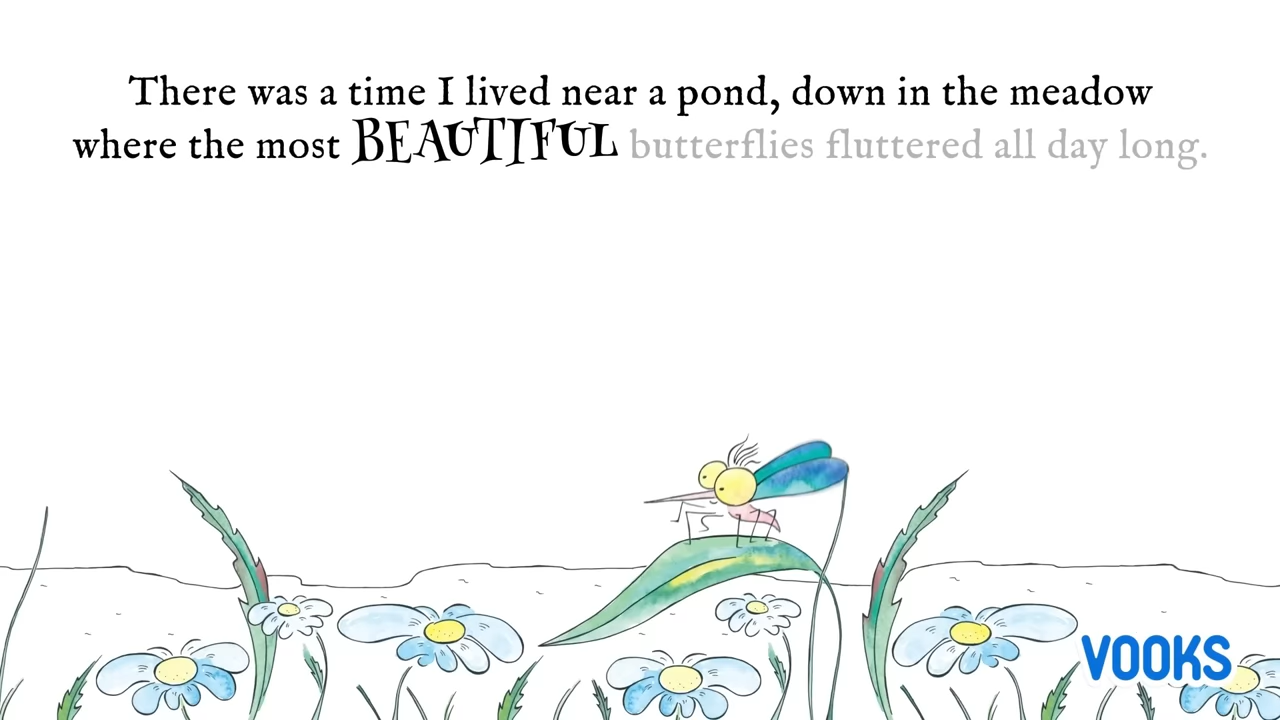 There was a time I lived near a pond, down in the meadow
where the most BEAUTIFUL butterflies fluttered all day long.
VOOKS